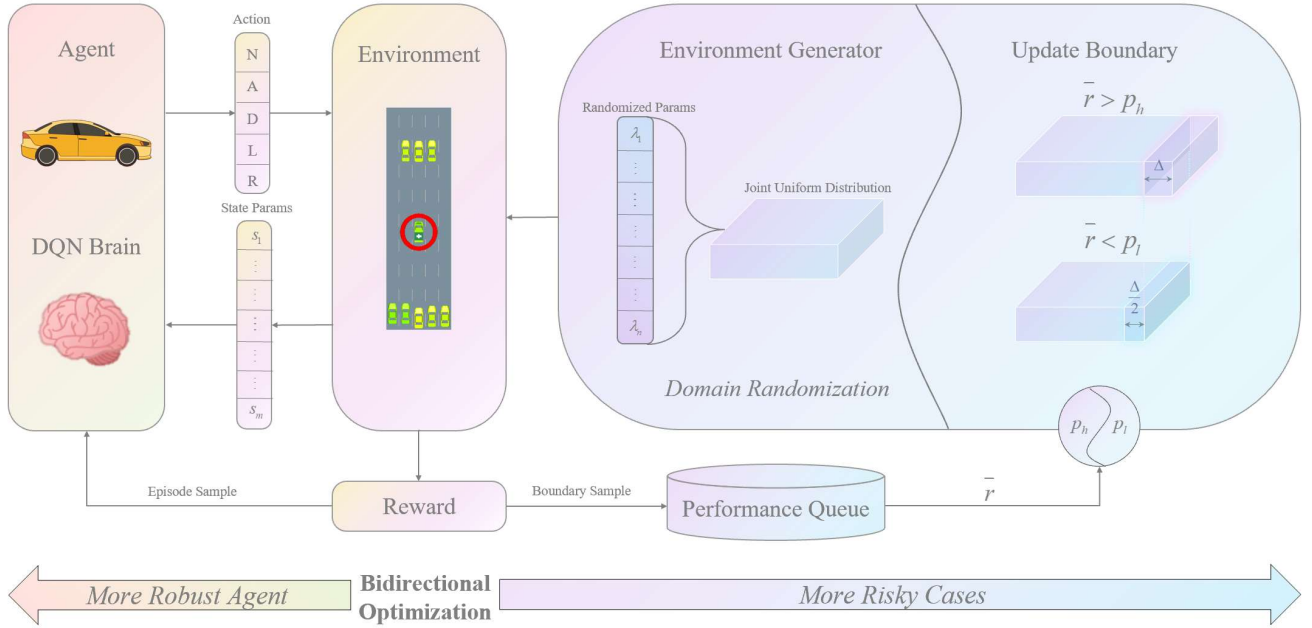 Agent
DQN Brain
Action
N
A
D
L
R
State Params
s_1
⋮
⋮
⋮
⋮
⋮
s_m
Environment
Environment Generator
Randomized Params
λ_1
⋮
⋮
⋮
⋮
⋮
λ_n
Joint Uniform Distribution
Domain Randomization
Update Boundary
r̅ > p_h
Δ
r̅ < p_l
Δ/2
p_h p_l
Episode Sample
Reward
Boundary Sample
Performance Queue
r̅
More Robust Agent
Bidirectional
Optimization
More Risky Cases